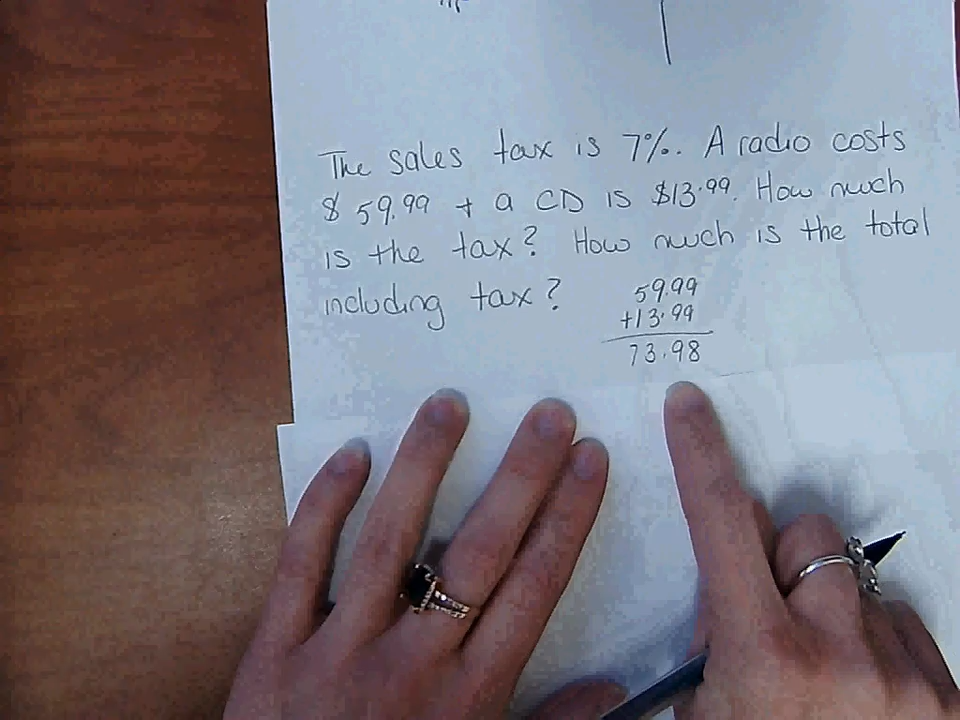 The sales tax is 7%. A radio costs
$ 59.99 + a CD is $13.99. How much
is the tax? How much is the total
including tax?
59.99
+13.99
73.98